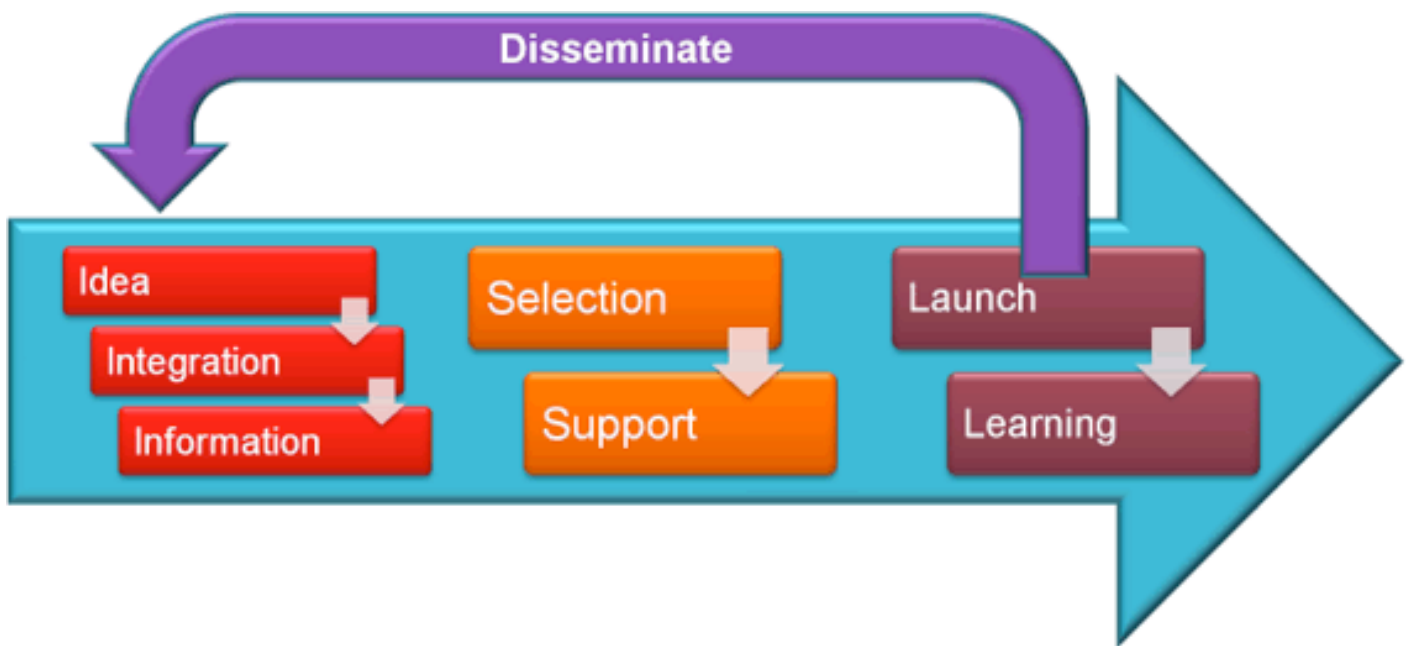 Disseminate
Idea
Integration
Information
Selection
Support
Launch
Learning